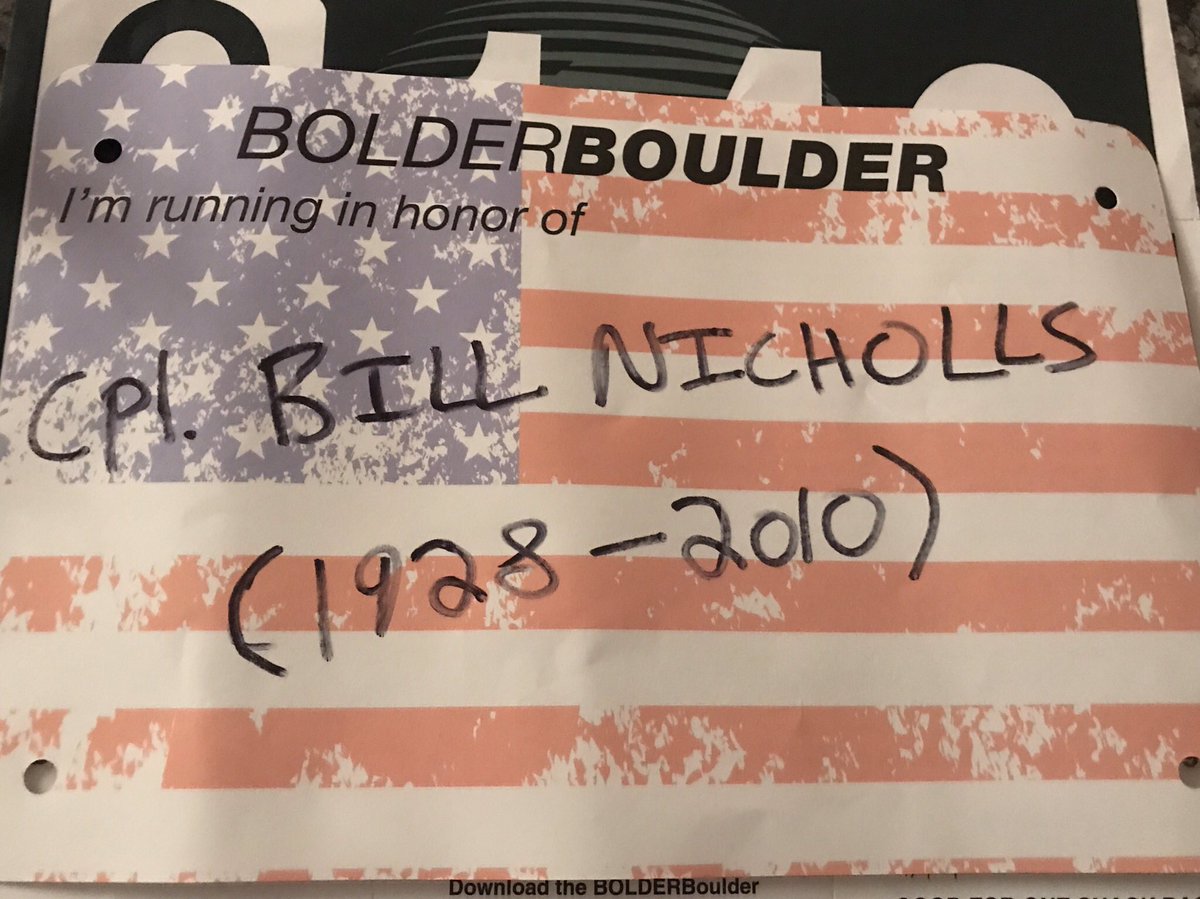 BOLDERBOULDER
I'm running in honor of
Cpl. BILL NICHOLLS
(1928-2010)
Download the BOLDERBoulder